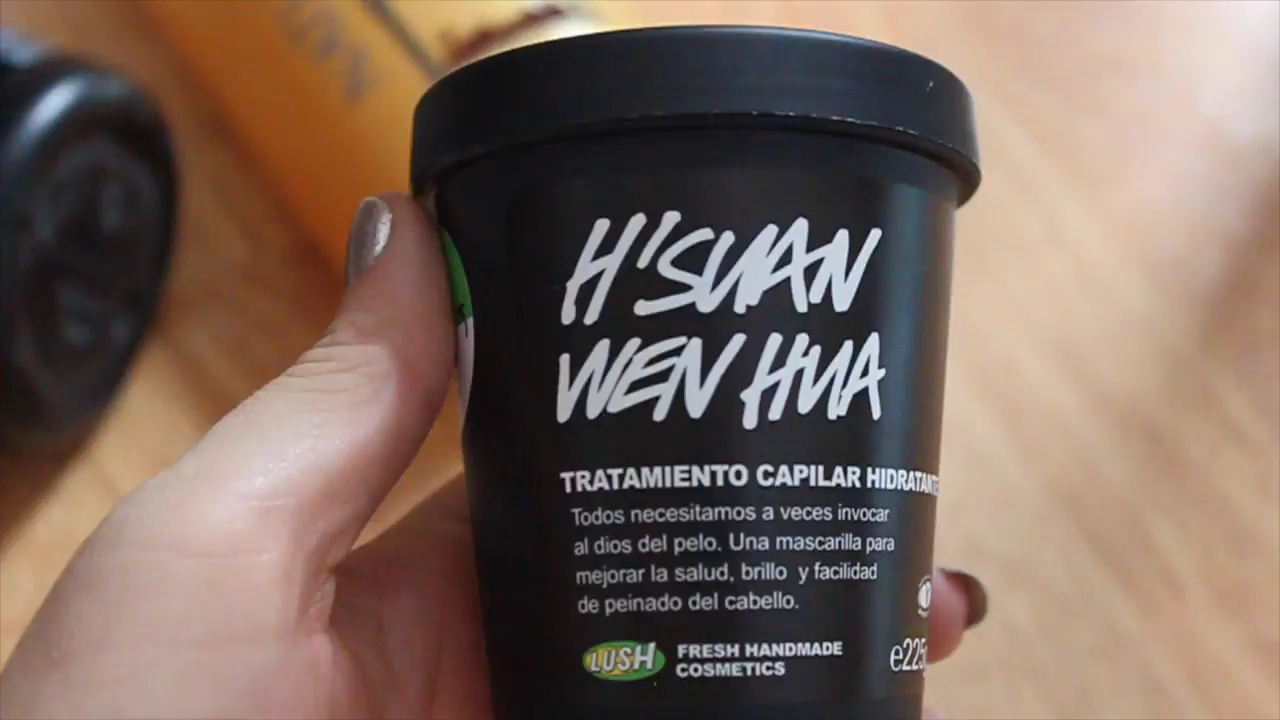 H'SUAN
WEN HUA
TRATAMIENTO CAPILAR HIDRATANTE
Todos necesitamos a veces invocar
al dios del pelo. Una mascarilla para
mejorar la salud, brillo y facilidad
de peinado del cabello.
LUSH FRESH HANDMADE
COSMETICS
e225